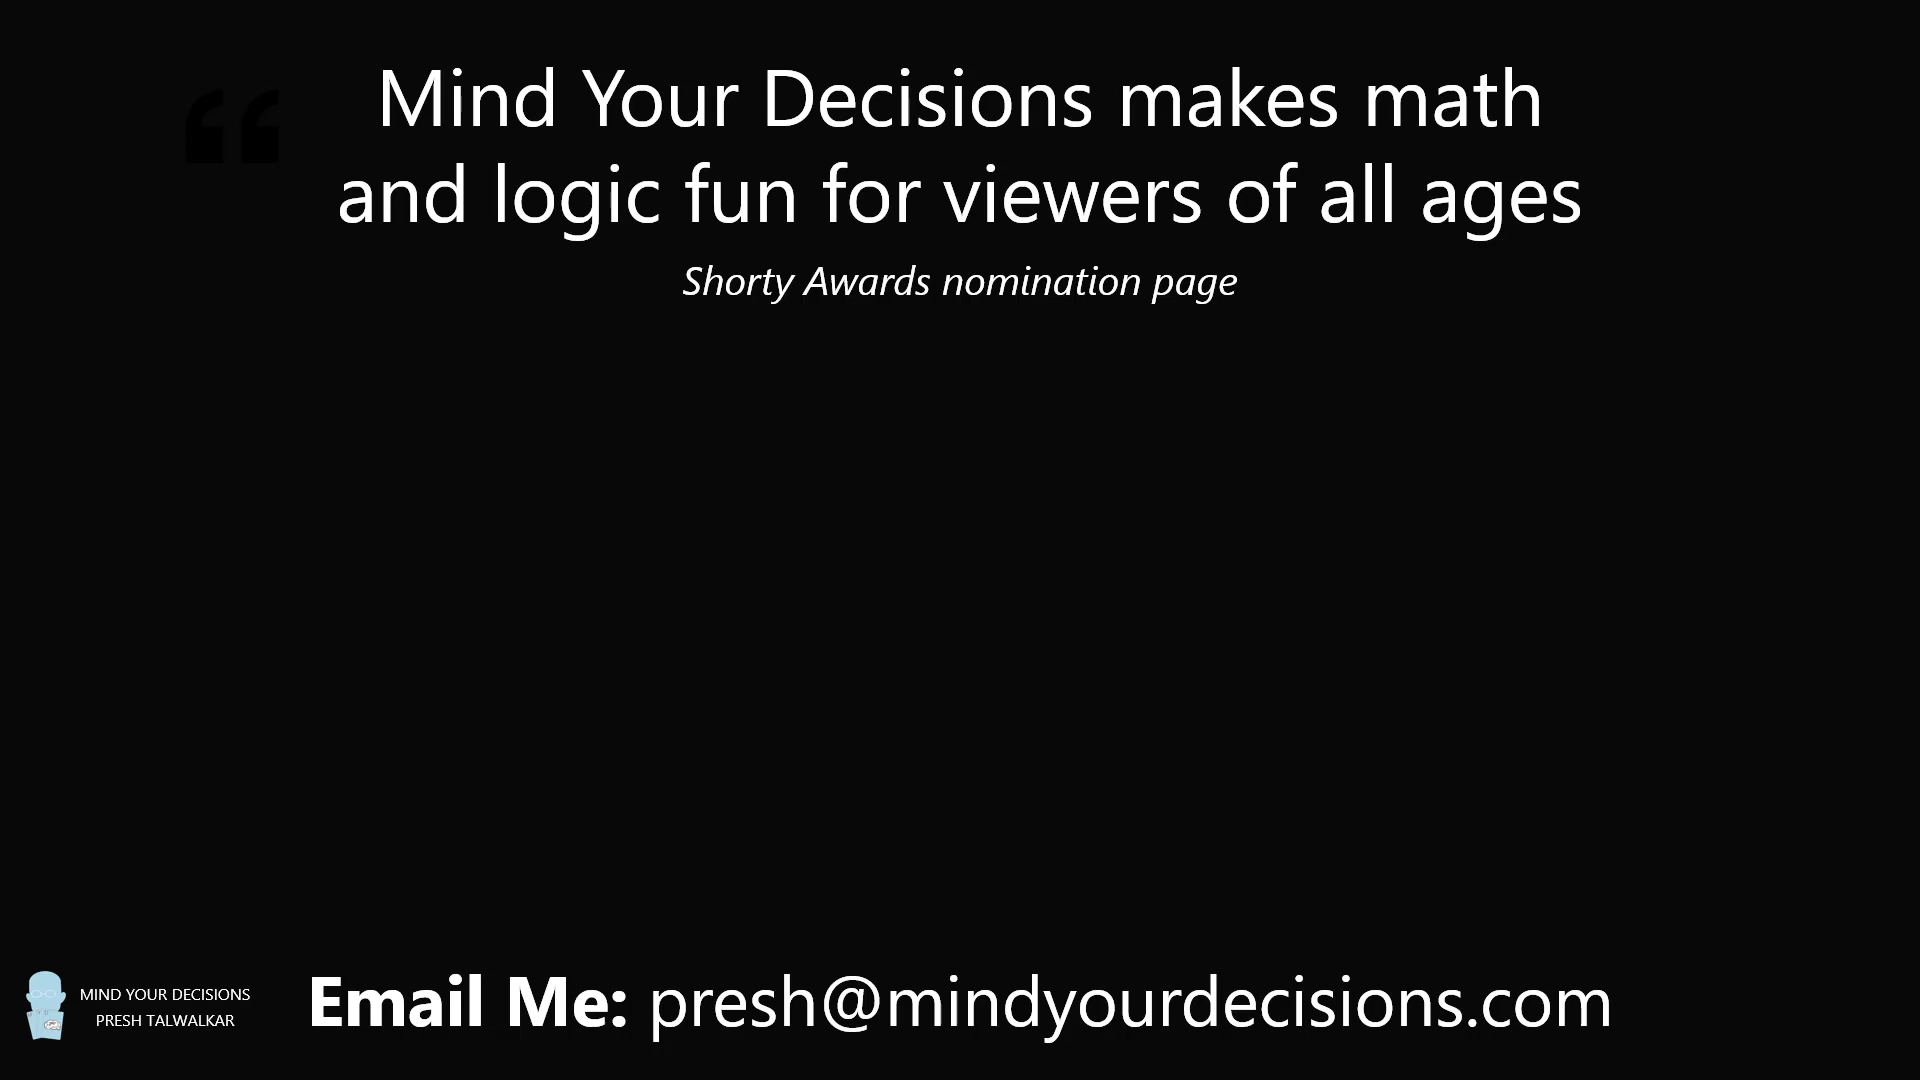 “
Mind Your Decisions makes math
and logic fun for viewers of all ages
Shorty Awards nomination page
MIND YOUR DECISIONS
PRESH TALWALKAR
Email Me: presh@mindyourdecisions.com